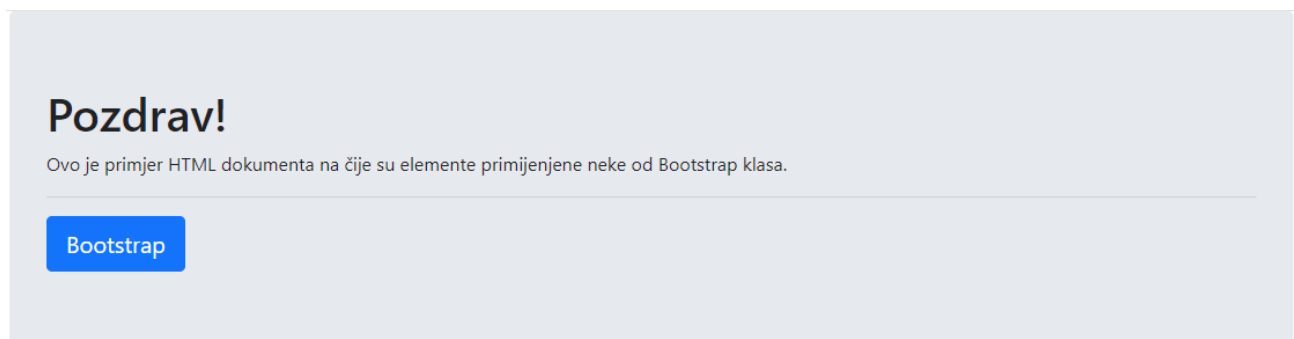 Pozdrav!
Ovo je primjer HTML dokumenta na čije su elemente primijenjene neke od Bootstrap klasa.
Bootstrap